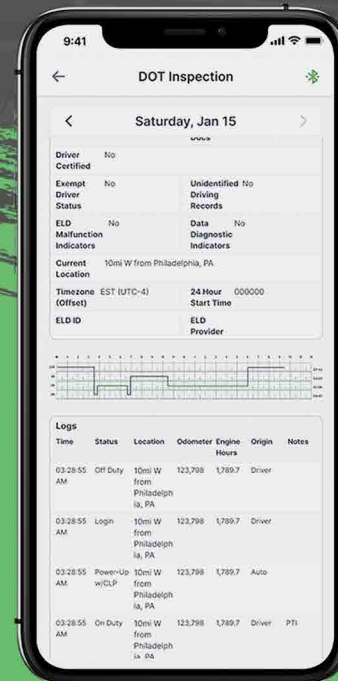 9:41
DOT Inspection
Saturday, Jan 15
Docs
Driver Certified No
Exempt Driver Status No
Unidentified Driving Records No
ELD Malfunction Indicators No
Data Diagnostic Indicators No
Current Location 10mi W from Philadelphia, PA
Timezone (Offset) EST (UTC-4)
24 Hour Start Time 000000
ELD ID
ELD Provider
Logs
Time Status Location Odometer Engine Hours Origin Notes
03:28:55 AM Off Duty 10mi W from Philadelphia, PA 123,798 1,789.7 Driver
03:28:55 AM Login 10mi W from Philadelphia, PA 123,798 1,789.7 Driver
03:28:55 AM Power-Up w/CLP 10mi W from Philadelphia, PA 123,798 1,789.7 Auto
03:28:55 AM On Duty 10mi W from Philadelphia, PA 123,798 1,789.7 Driver PTI